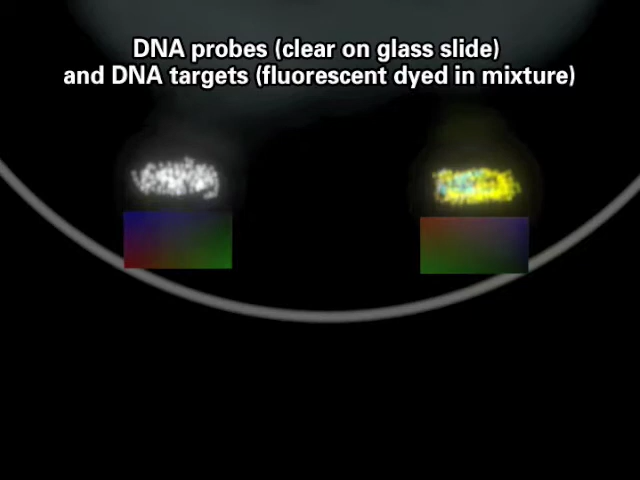 DNA probes (clear on glass slide)
and DNA targets (fluorescent dyed in mixture)